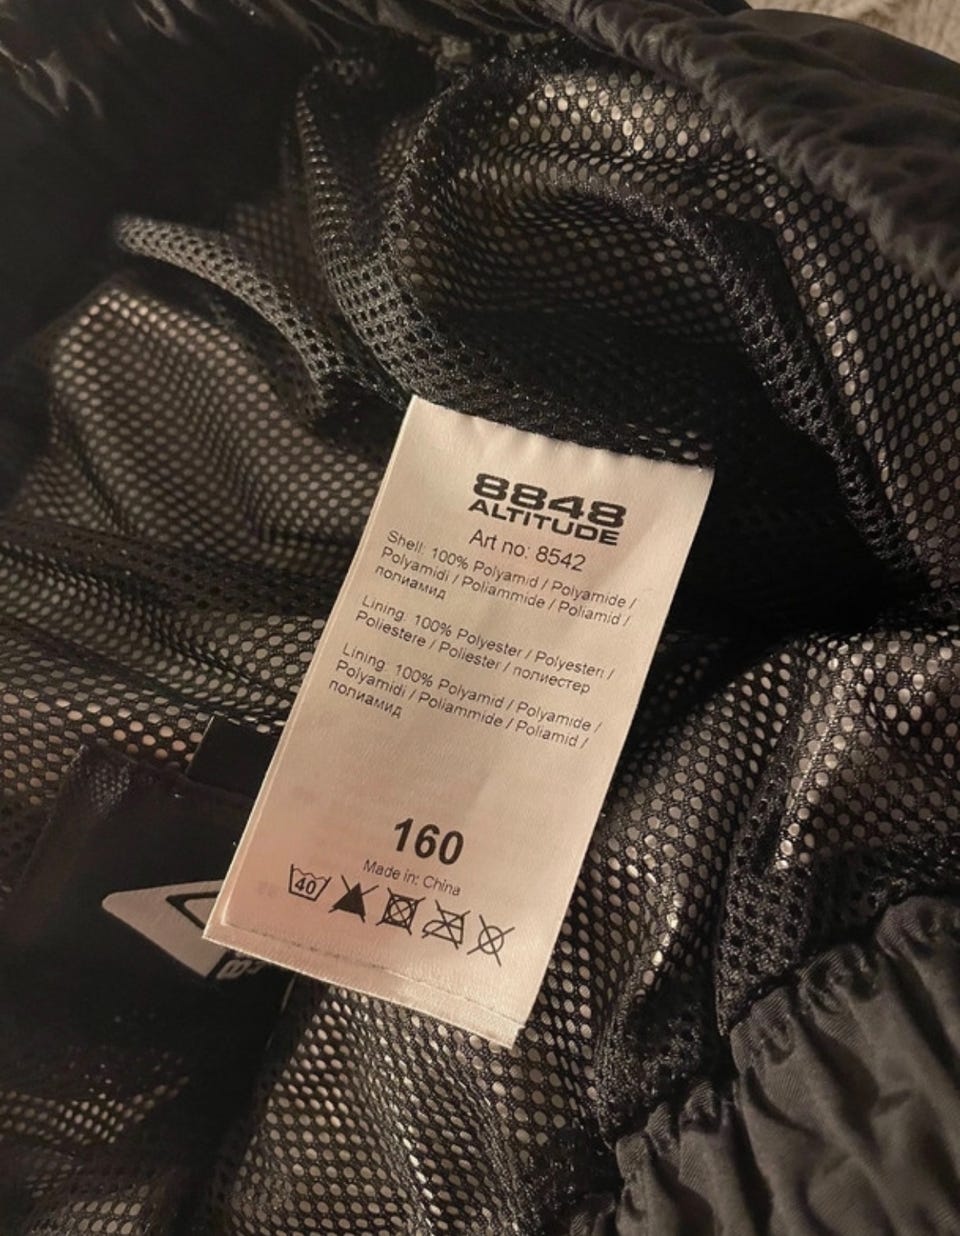 8848
ALTITUDE
Art no: 8542
Shell: 100% Polyamid / Polyamide /
Polyamidi / Poliammide / Poliamid /
полиамид
Lining: 100% Polyester / Polyesteri /
Poliestere / Poliester / полиестер
Lining: 100% Polyamid / Polyamide /
Polyamidi / Poliammide / Poliamid /
полиамид
160
Made in: China
40